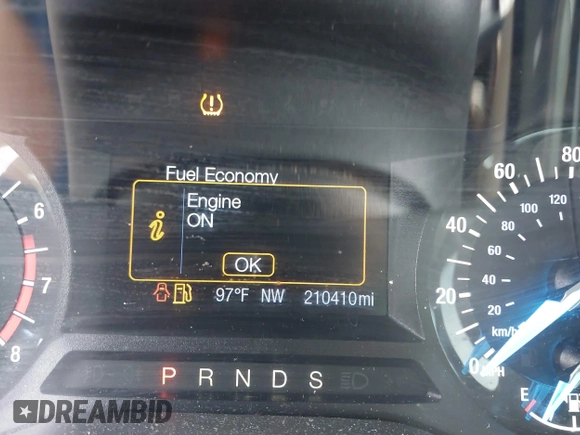 Fuel Economy
Engine
ON
OK
97°F NW 210410mi
P R N D S
6
7
8
80
60
40
20
0
MPH
120
100
80
60
40
20
km/h
E
DREAMBID